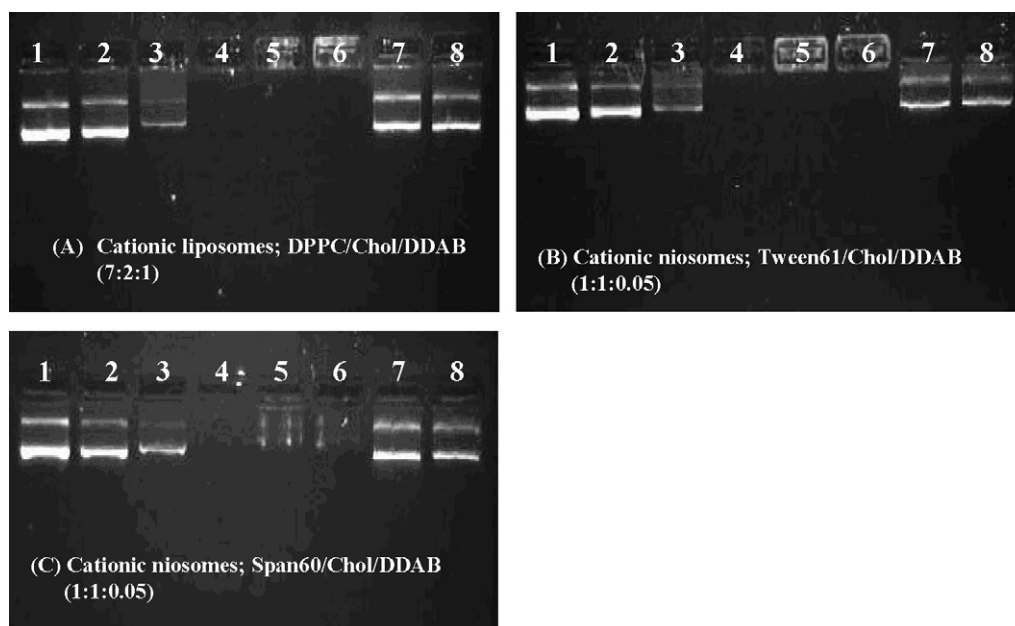 1 2 3 4 5 6 7 8
(A) Cationic liposomes; DPPC/Chol/DDAB
(7:2:1)
1 2 3 4 5 6 7 8
(B) Cationic niosomes; Tween61/Chol/DDAB
(1:1:0.05)
1 2 3 4 5 6 7 8
(C) Cationic niosomes; Span60/Chol/DDAB
(1:1:0.05)